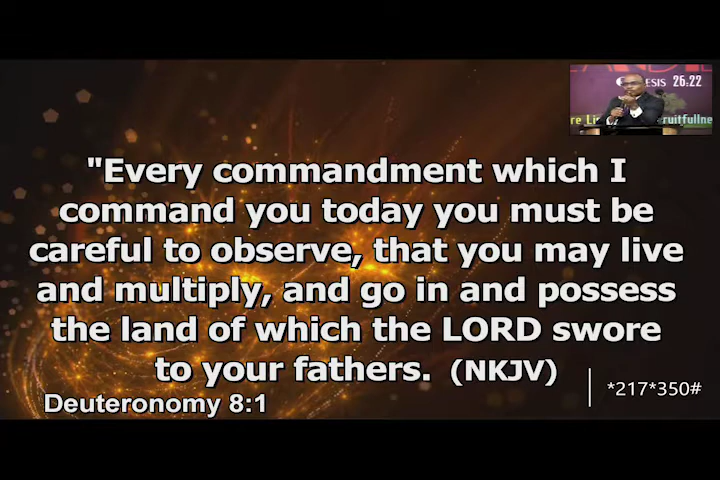 ESIS 26:22
re Li
ruitfullne
"Every commandment which I
command you today you must be
careful to observe, that you may live
and multiply, and go in and possess
the land of which the LORD swore
to your fathers. (NKJV)
Deuteronomy 8:1
*217*350#